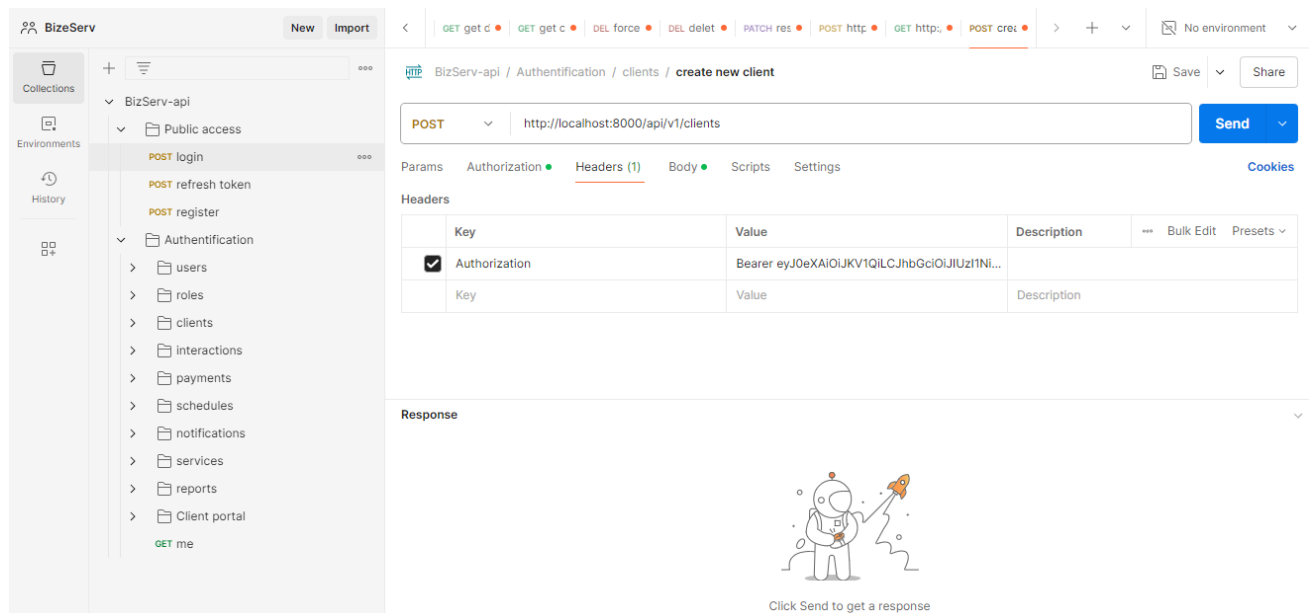 BizeServ
New
Import
GET get d
GET get c
DEL force
DEL delet
PATCH res
POST http
GET http:,
POST crea
No environment
Collections
Environments
History
BizServ-api
Public access
POST login
POST refresh token
POST register
Authentification
users
roles
clients
interactions
payments
schedules
notifications
services
reports
Client portal
GET me
HTTP BizServ-api / Authentification / clients / create new client
Save
Share
POST
http://localhost:8000/api/v1/clients
Send
Params Authorization Headers (1) Body Scripts Settings
Cookies
Headers
Key Value Description Bulk Edit Presets
Authorization Bearer eyJ0eXAiOiJKV1QiLCJhbGciOiJIUzI1Ni...
Key Value Description
Response
Click Send to get a response